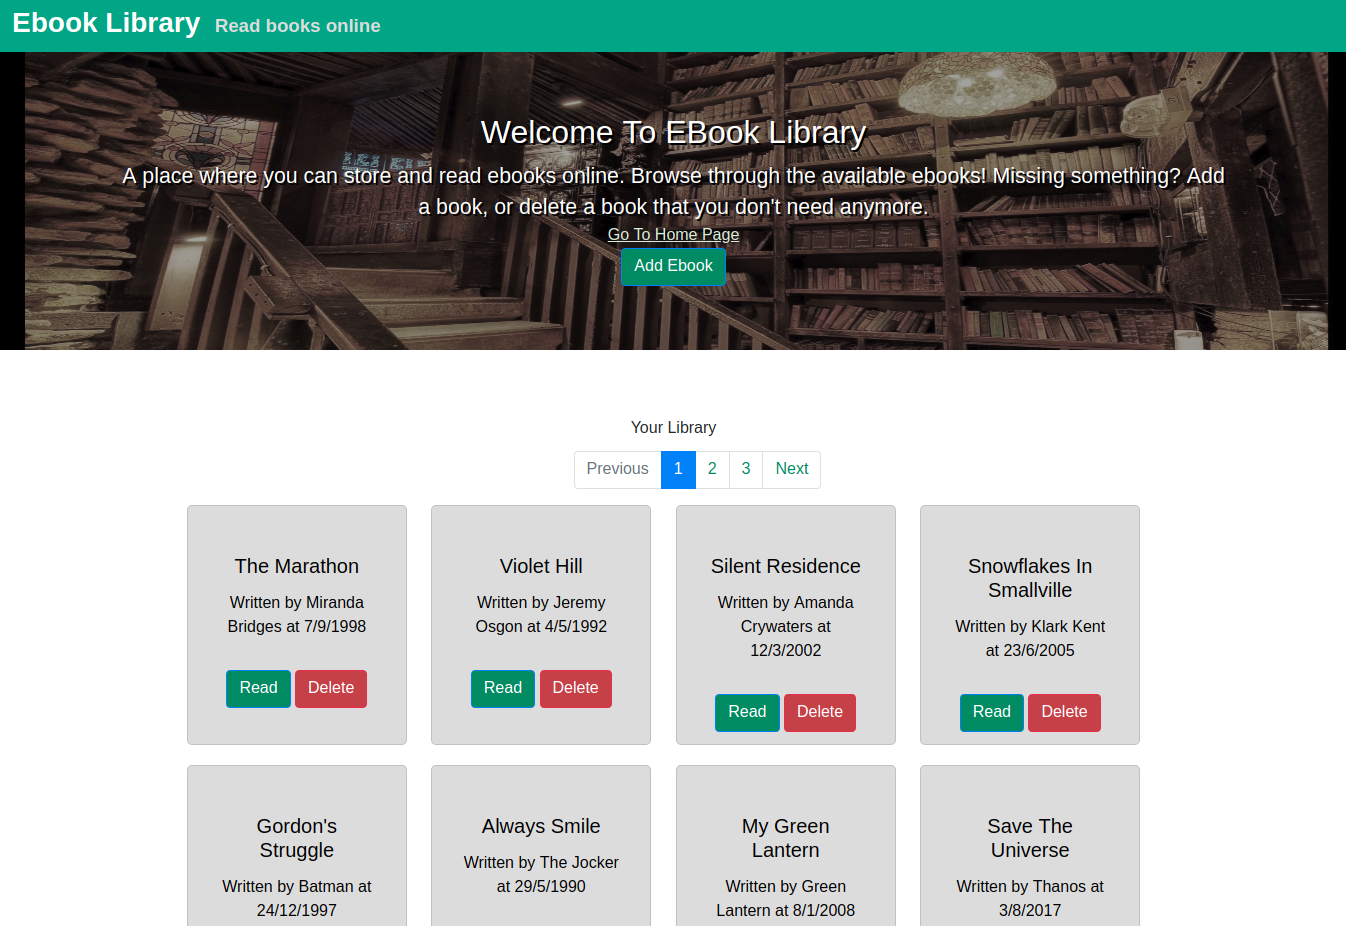 Ebook Library Read books online
Welcome To EBook Library
A place where you can store and read ebooks online. Browse through the available ebooks! Missing something? Add
a book, or delete a book that you don't need anymore.
Go To Home Page
Add Ebook
Your Library
Previous 1 2 3 Next
The Marathon
Written by Miranda
Bridges at 7/9/1998
Read Delete
Violet Hill
Written by Jeremy
Osgon at 4/5/1992
Read Delete
Silent Residence
Written by Amanda
Crywaters at
12/3/2002
Read Delete
Snowflakes In
Smallville
Written by Klark Kent
at 23/6/2005
Read Delete
Gordon's
Struggle
Written by Batman at
24/12/1997
Always Smile
Written by The Jocker
at 29/5/1990
My Green
Lantern
Written by Green
Lantern at 8/1/2008
Save The
Universe
Written by Thanos at
3/8/2017